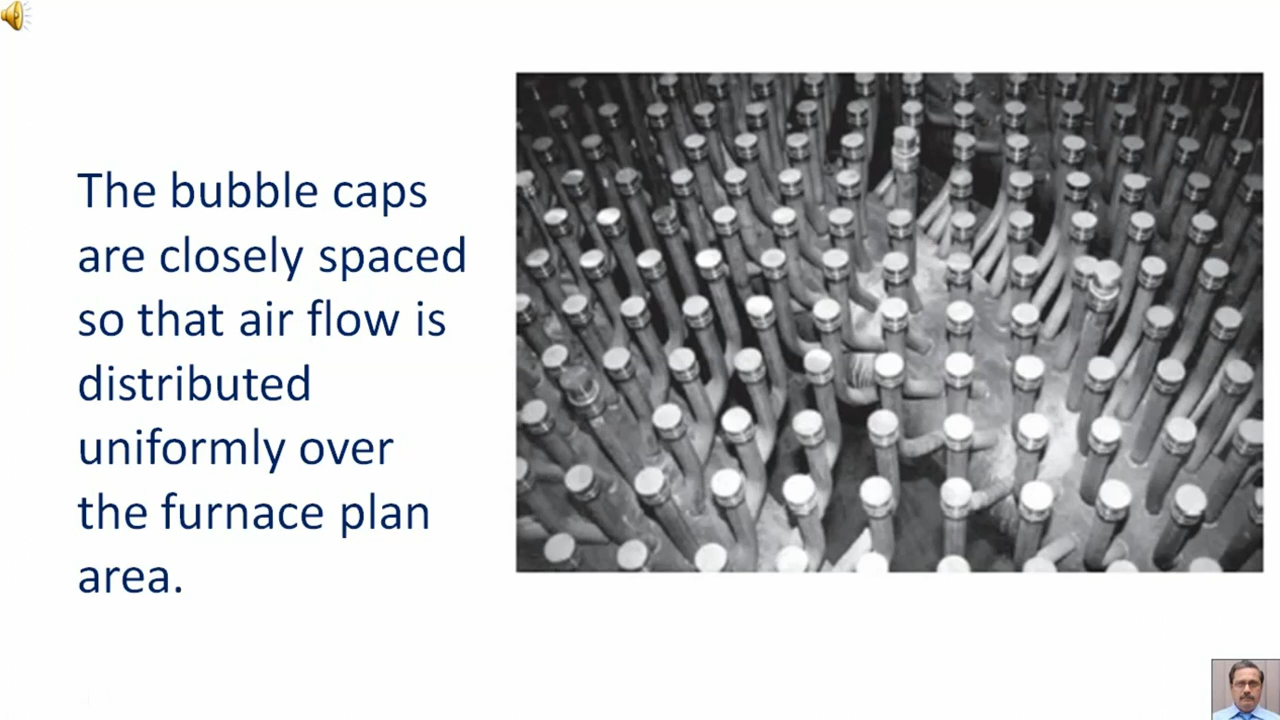 The bubble caps
are closely spaced
so that air flow is
distributed
uniformly over
the furnace plan
area.